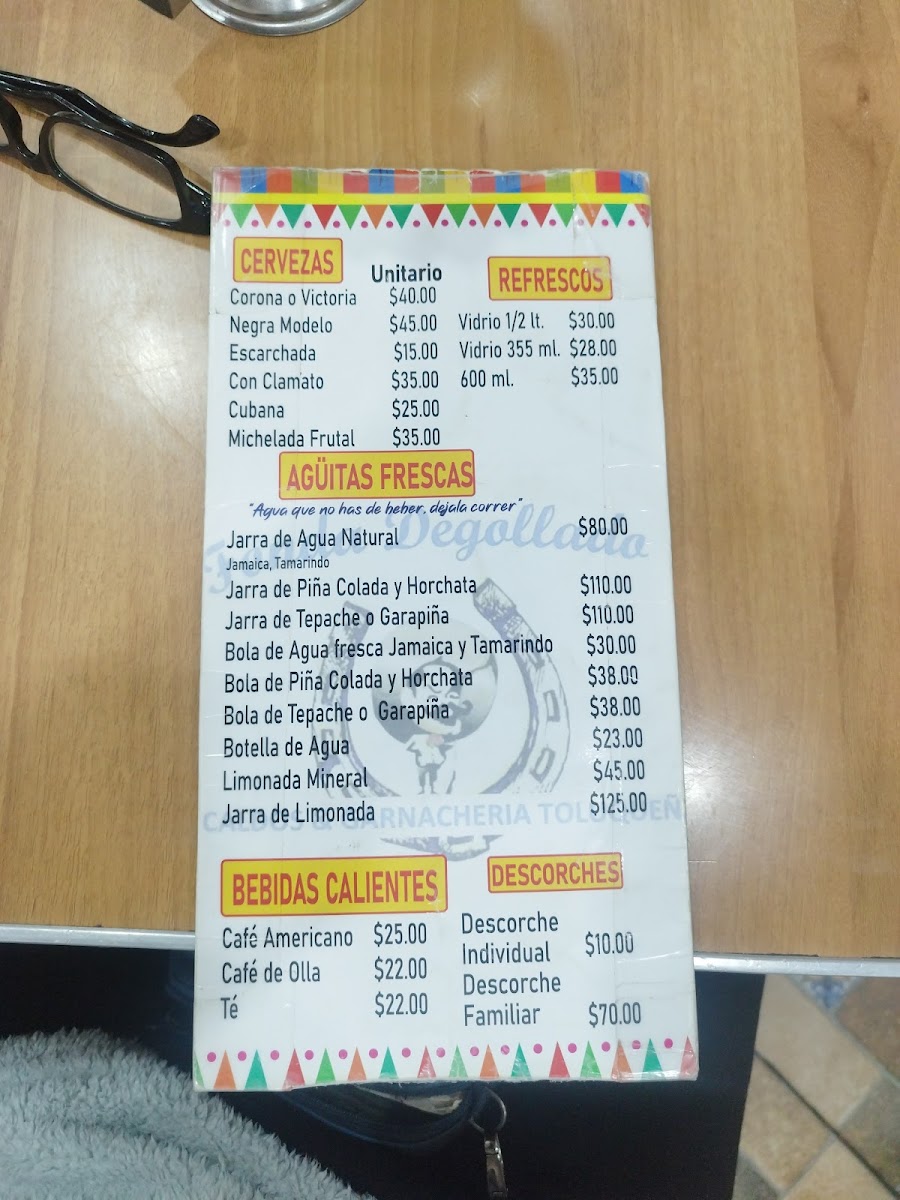 CERVEZAS
Unitario
Corona o Victoria $40.00
Negra Modelo $45.00
Escarchada $15.00
Con Clamato $35.00
Cubana $25.00
Michelada Frutal $35.00
REFRESCOS
Vidrio 1/2 lt. $30.00
Vidrio 355 ml. $28.00
600 ml. $35.00
AGÜITAS FRESCAS
"Agua que no has de beber, dejala correr"
Fonda Degollado
Jarra de Agua Natural $80.00
Jamaica, Tamarindo
Jarra de Piña Colada y Horchata $110.00
Jarra de Tepache o Garapiña $110.00
Bola de Agua fresca Jamaica y Tamarindo $30.00
Bola de Piña Colada y Horchata $38.00
Bola de Tepache o Garapiña $38.00
Botella de Agua $23.00
Limonada Mineral $45.00
Jarra de Limonada $125.00
CALDOS & GARNACHERIA TOLUQUEÑ
BEBIDAS CALIENTES
Café Americano $25.00
Café de Olla $22.00
Té $22.00
DESCORCHES
Descorche
Individual $10.00
Descorche
Familiar $70.00